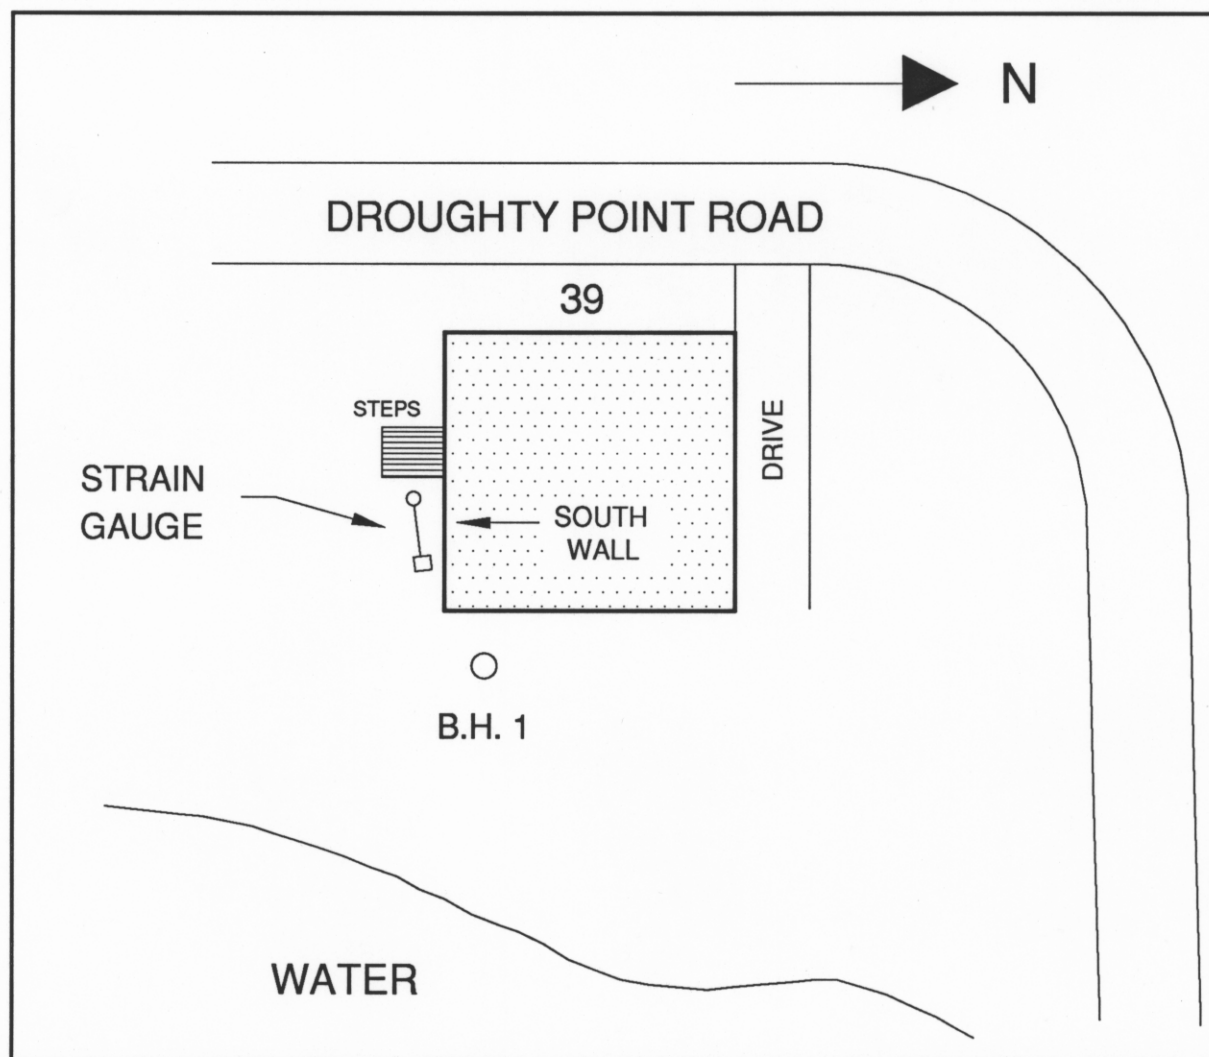 N
DROUGHTY POINT ROAD
39
STEPS
DRIVE
STRAIN
GAUGE
SOUTH
WALL
B.H. 1
WATER